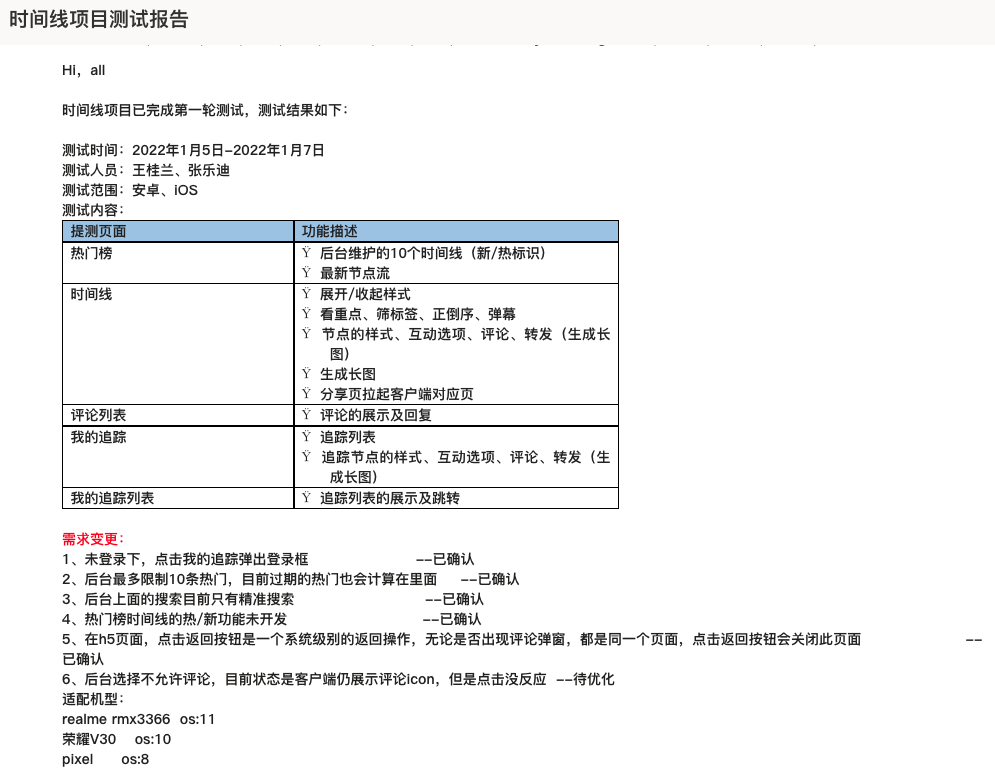 时间线项目测试报告
Hi，all
时间线项目已完成第一轮测试，测试结果如下：
测试时间：2022年1月5日-2022年1月7日
测试人员：王桂兰、张乐迪
测试范围：安卓、iOS
测试内容：
提测页面 功能描述
热门榜 Ÿ 后台维护的10个时间线（新/热标识）
Ÿ 最新节点流
时间线 Ÿ 展开/收起样式
Ÿ 看重点、筛标签、正倒序、弹幕
Ÿ 节点的样式、互动选项、评论、转发（生成长
图）
Ÿ 生成长图
Ÿ 分享页拉起客户端对应页
评论列表 Ÿ 评论的展示及回复
我的追踪 Ÿ 追踪列表
Ÿ 追踪节点的样式、互动选项、评论、转发（生
成长图）
我的追踪列表 Ÿ 追踪列表的展示及跳转
需求变更：
1、未登录下，点击我的追踪弹出登录框 --已确认
2、后台最多限制10条热门，目前过期的热门也会计算在里面 --已确认
3、后台上面的搜索目前只有精准搜索 --已确认
4、热门榜时间线的热/新功能未开发 --已确认
5、在h5页面，点击返回按钮是一个系统级别的返回操作，无论是否出现评论弹窗，都是同一个页面，点击返回按钮会关闭此页面 --
已确认
6、后台选择不允许评论，目前状态是客户端仍展示评论icon，但是点击没反应 --待优化
适配机型：
realme rmx3366 os:11
荣耀V30 os:10
pixel os:8